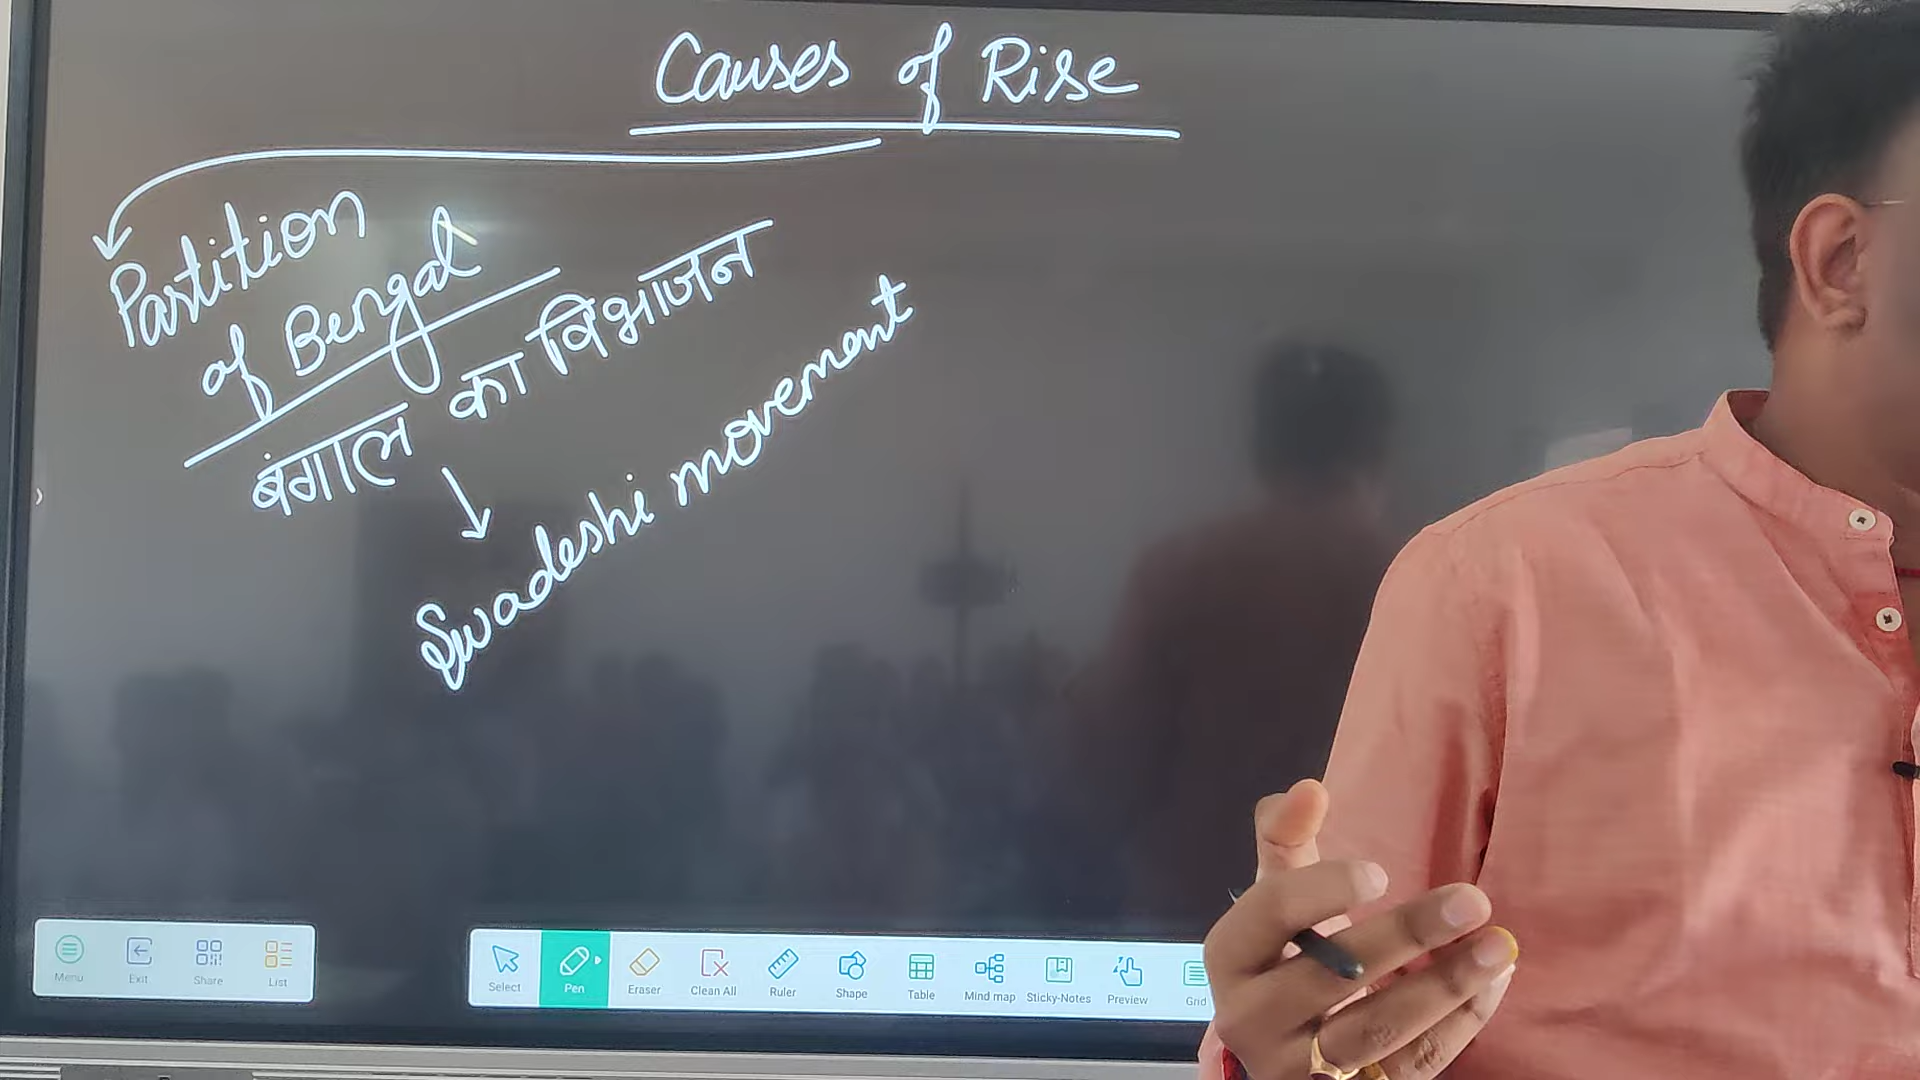 Causes of Rise
Partition
of Bengal
बंगाल का विभाजन
Swadeshi movement
Menu
Exit
Share
List
Select
Pen
Eraser
Clean All
Ruler
Shape
Table
Mind map
Sticky-Notes
Preview
Grid